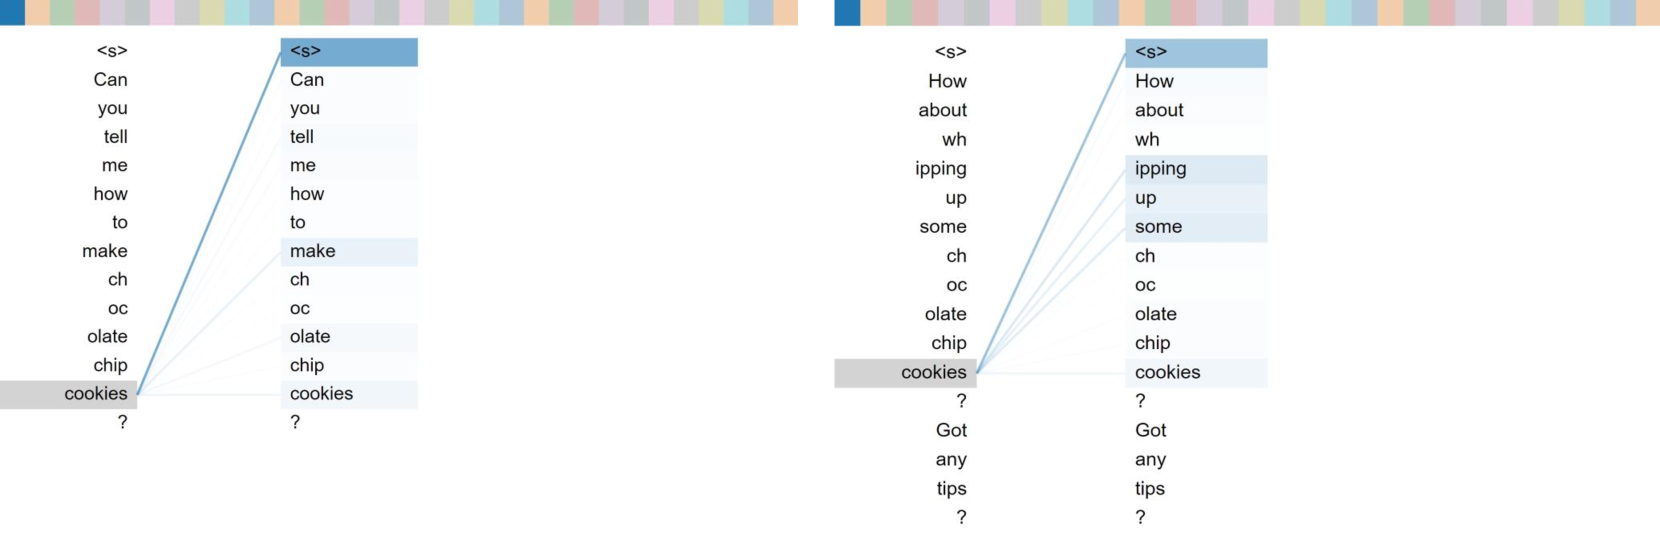 <s> <s>
Can Can
you you
tell tell
me me
how how
to to
make make
ch ch
oc oc
olate olate
chip chip
cookies cookies
? ?
<s> <s>
How How
about about
wh wh
ipping ipping
up up
some some
ch ch
oc oc
olate olate
chip chip
cookies cookies
? ?
Got Got
any any
tips tips
? ?